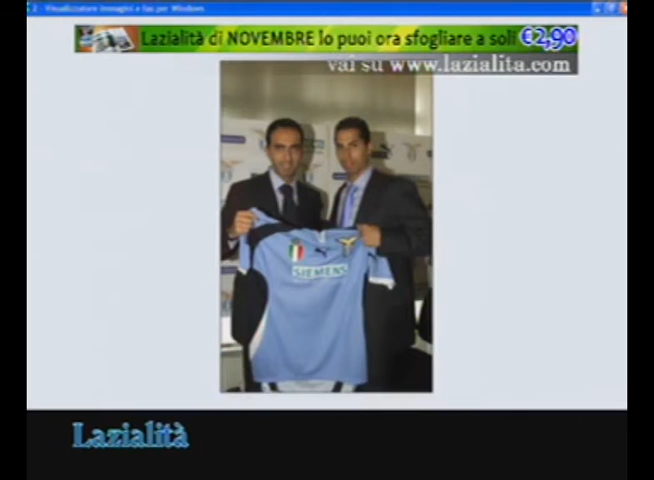 2 - Visualizzatore immagini e fax per Windows
Lazialità di NOVEMBRE lo puoi ora sfogliare a soli €2,90
vai su www.lazialita.com
SIEMENS
Lazialità